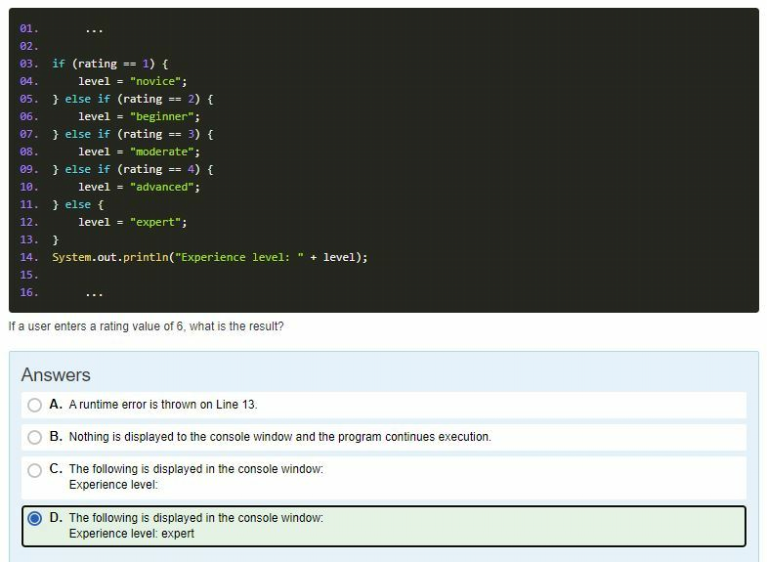 01.       ...
02.
03.  if (rating == 1) {
04.      level = "novice";
05.  } else if (rating == 2) {
06.      level = "beginner";
07.  } else if (rating == 3) {
08.      level = "moderate";
09.  } else if (rating == 4) {
10.      level = "advanced";
11.  } else {
12.      level = "expert";
13.  }
14.  System.out.println("Experience level: " + level);
15.
16.       ...
If a user enters a rating value of 6, what is the result?
Answers
A. A runtime error is thrown on Line 13.
B. Nothing is displayed to the console window and the program continues execution.
C. The following is displayed in the console window:
Experience level:
D. The following is displayed in the console window:
Experience level: expert